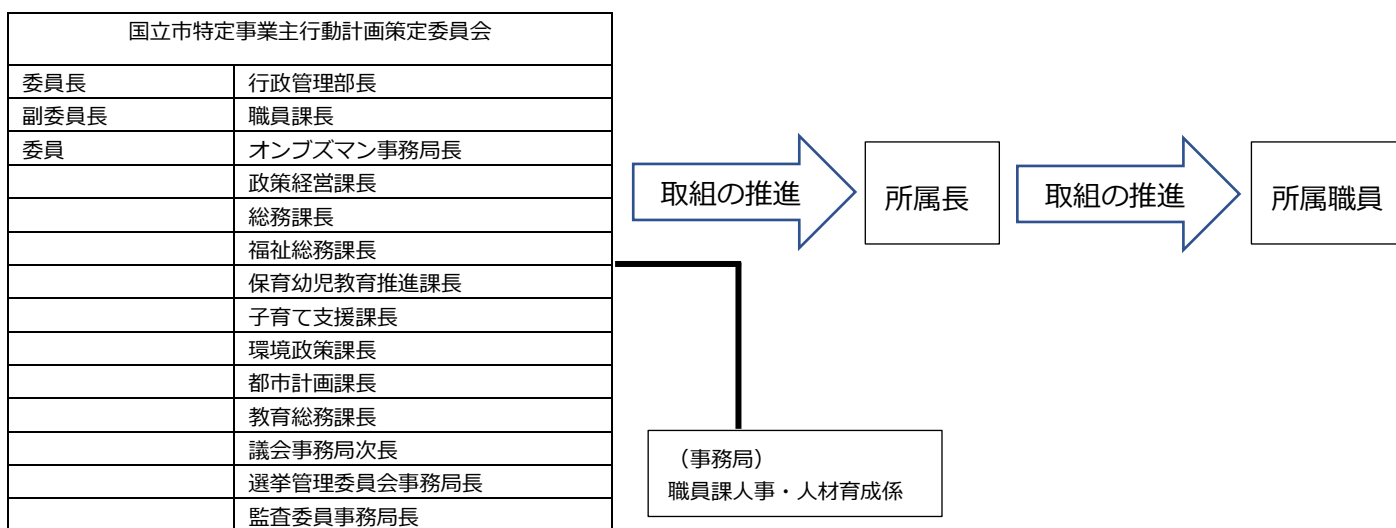 国立市特定事業主行動計画策定委員会
委員長 行政管理部長
副委員長 職員課長
委員 オンブズマン事務局長
政策経営課長
総務課長
福祉総務課長
保育幼児教育推進課長
子育て支援課長
環境政策課長
都市計画課長
教育総務課長
議会事務局次長
選挙管理委員会事務局長
監査委員事務局長
取組の推進
所属長
取組の推進
所属職員
（事務局）
職員課人事・人材育成係